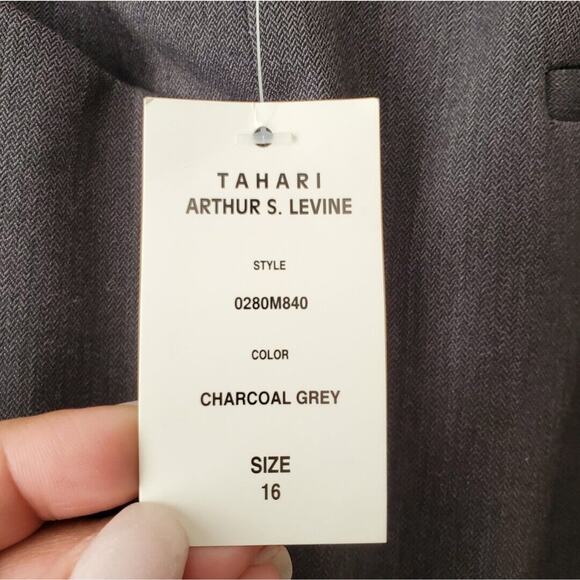 TAHARI
ARTHUR S. LEVINE
STYLE
0280M840
COLOR
CHARCOAL GREY
SIZE
16